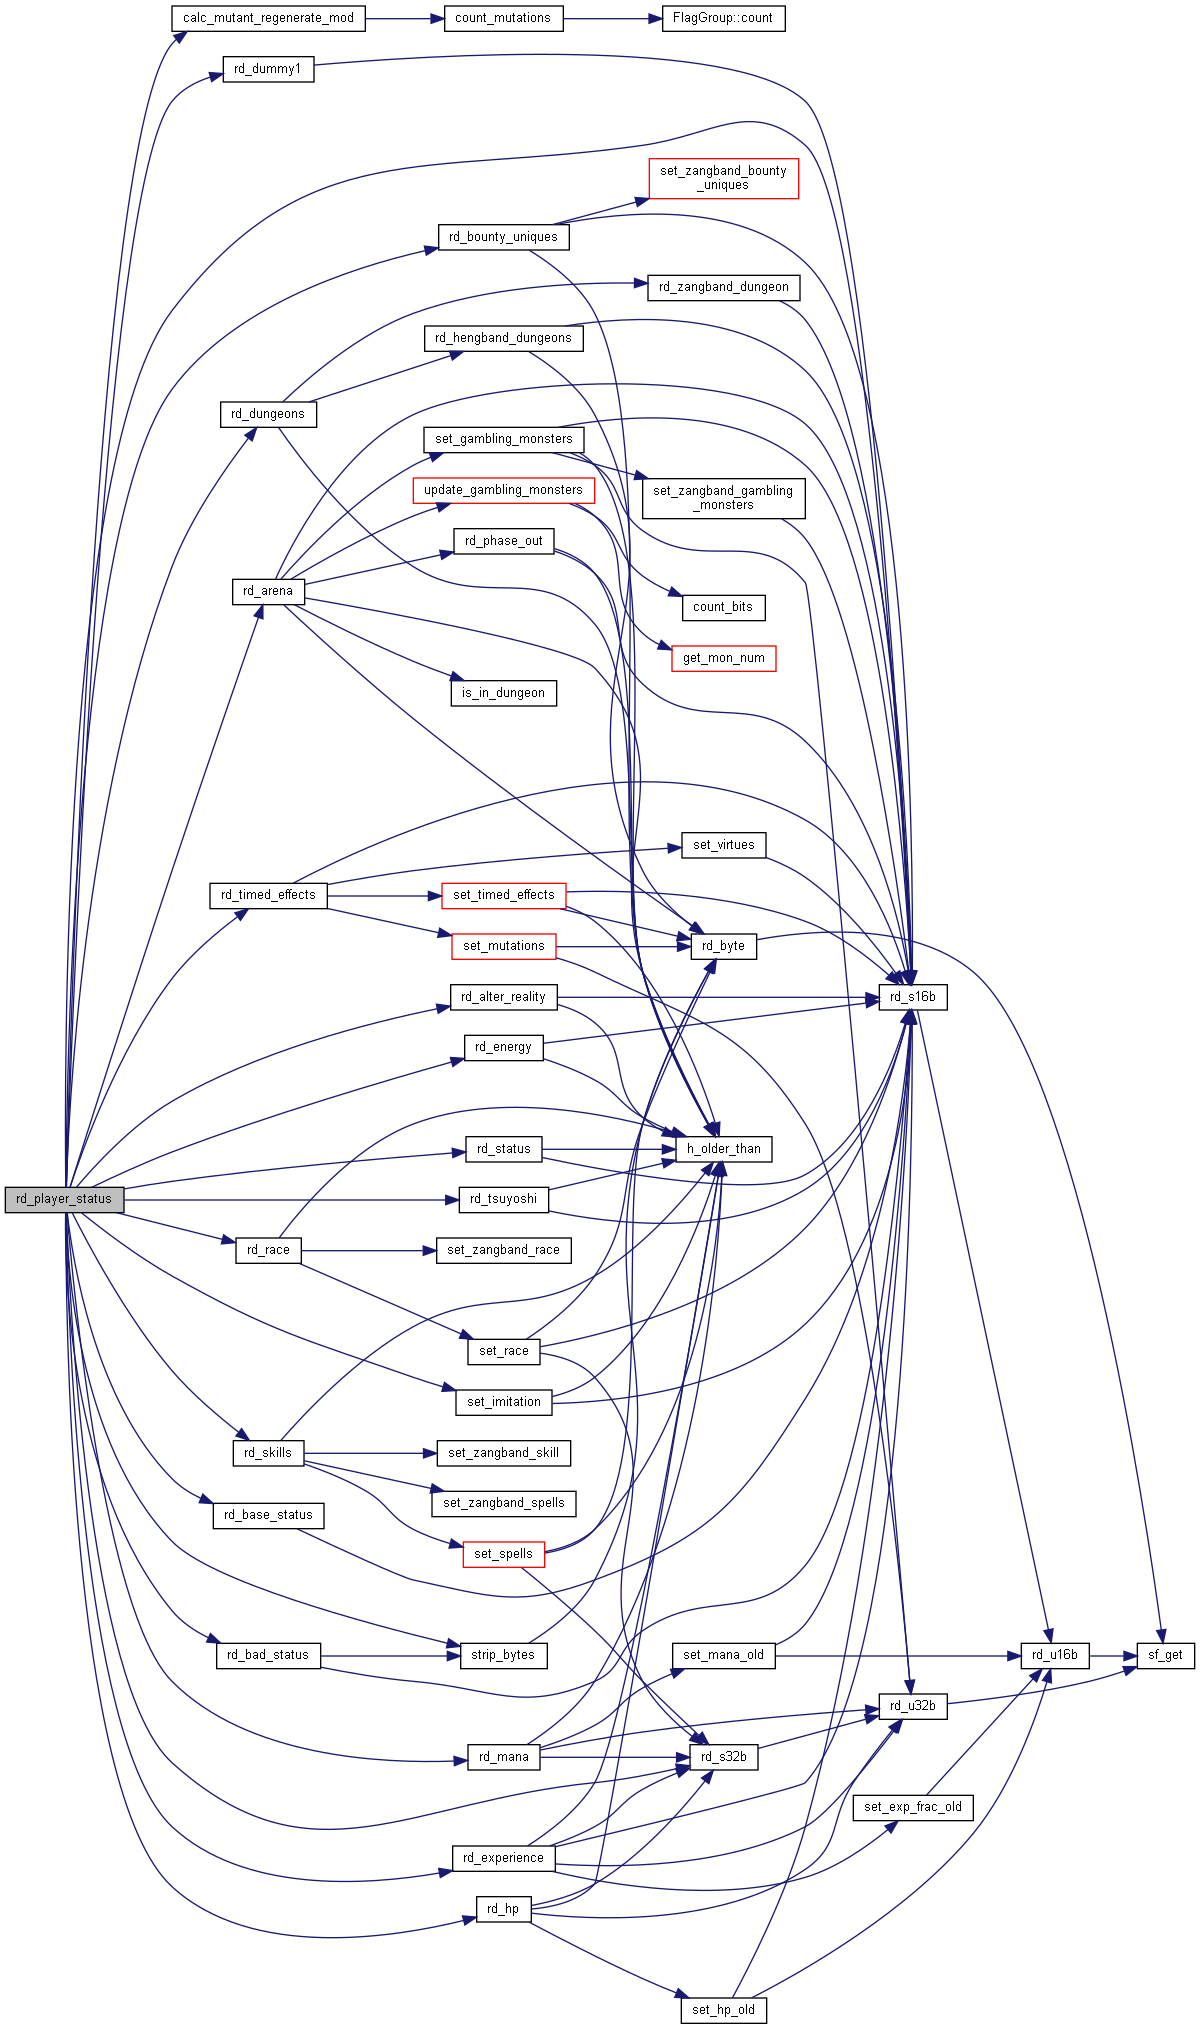 calc_mutant_regenerate_mod
count_mutations
FlagGroup::count
rd_dummy1
set_zangband_bounty
_uniques
rd_bounty_uniques
rd_zangband_dungeon
rd_hengband_dungeons
rd_dungeons
set_gambling_monsters
update_gambling_monsters
set_zangband_gambling
_monsters
rd_phase_out
rd_arena
count_bits
get_mon_num
is_in_dungeon
set_virtues
rd_timed_effects
set_timed_effects
set_mutations
rd_byte
rd_alter_reality
rd_s16b
rd_energy
rd_status
h_older_than
rd_player_status
rd_tsuyoshi
rd_race
set_zangband_race
set_race
set_imitation
rd_skills
set_zangband_skill
set_zangband_spells
rd_base_status
set_spells
rd_bad_status
strip_bytes
set_mana_old
rd_u16b
sf_get
rd_u32b
rd_mana
rd_s32b
set_exp_frac_old
rd_experience
rd_hp
set_hp_old